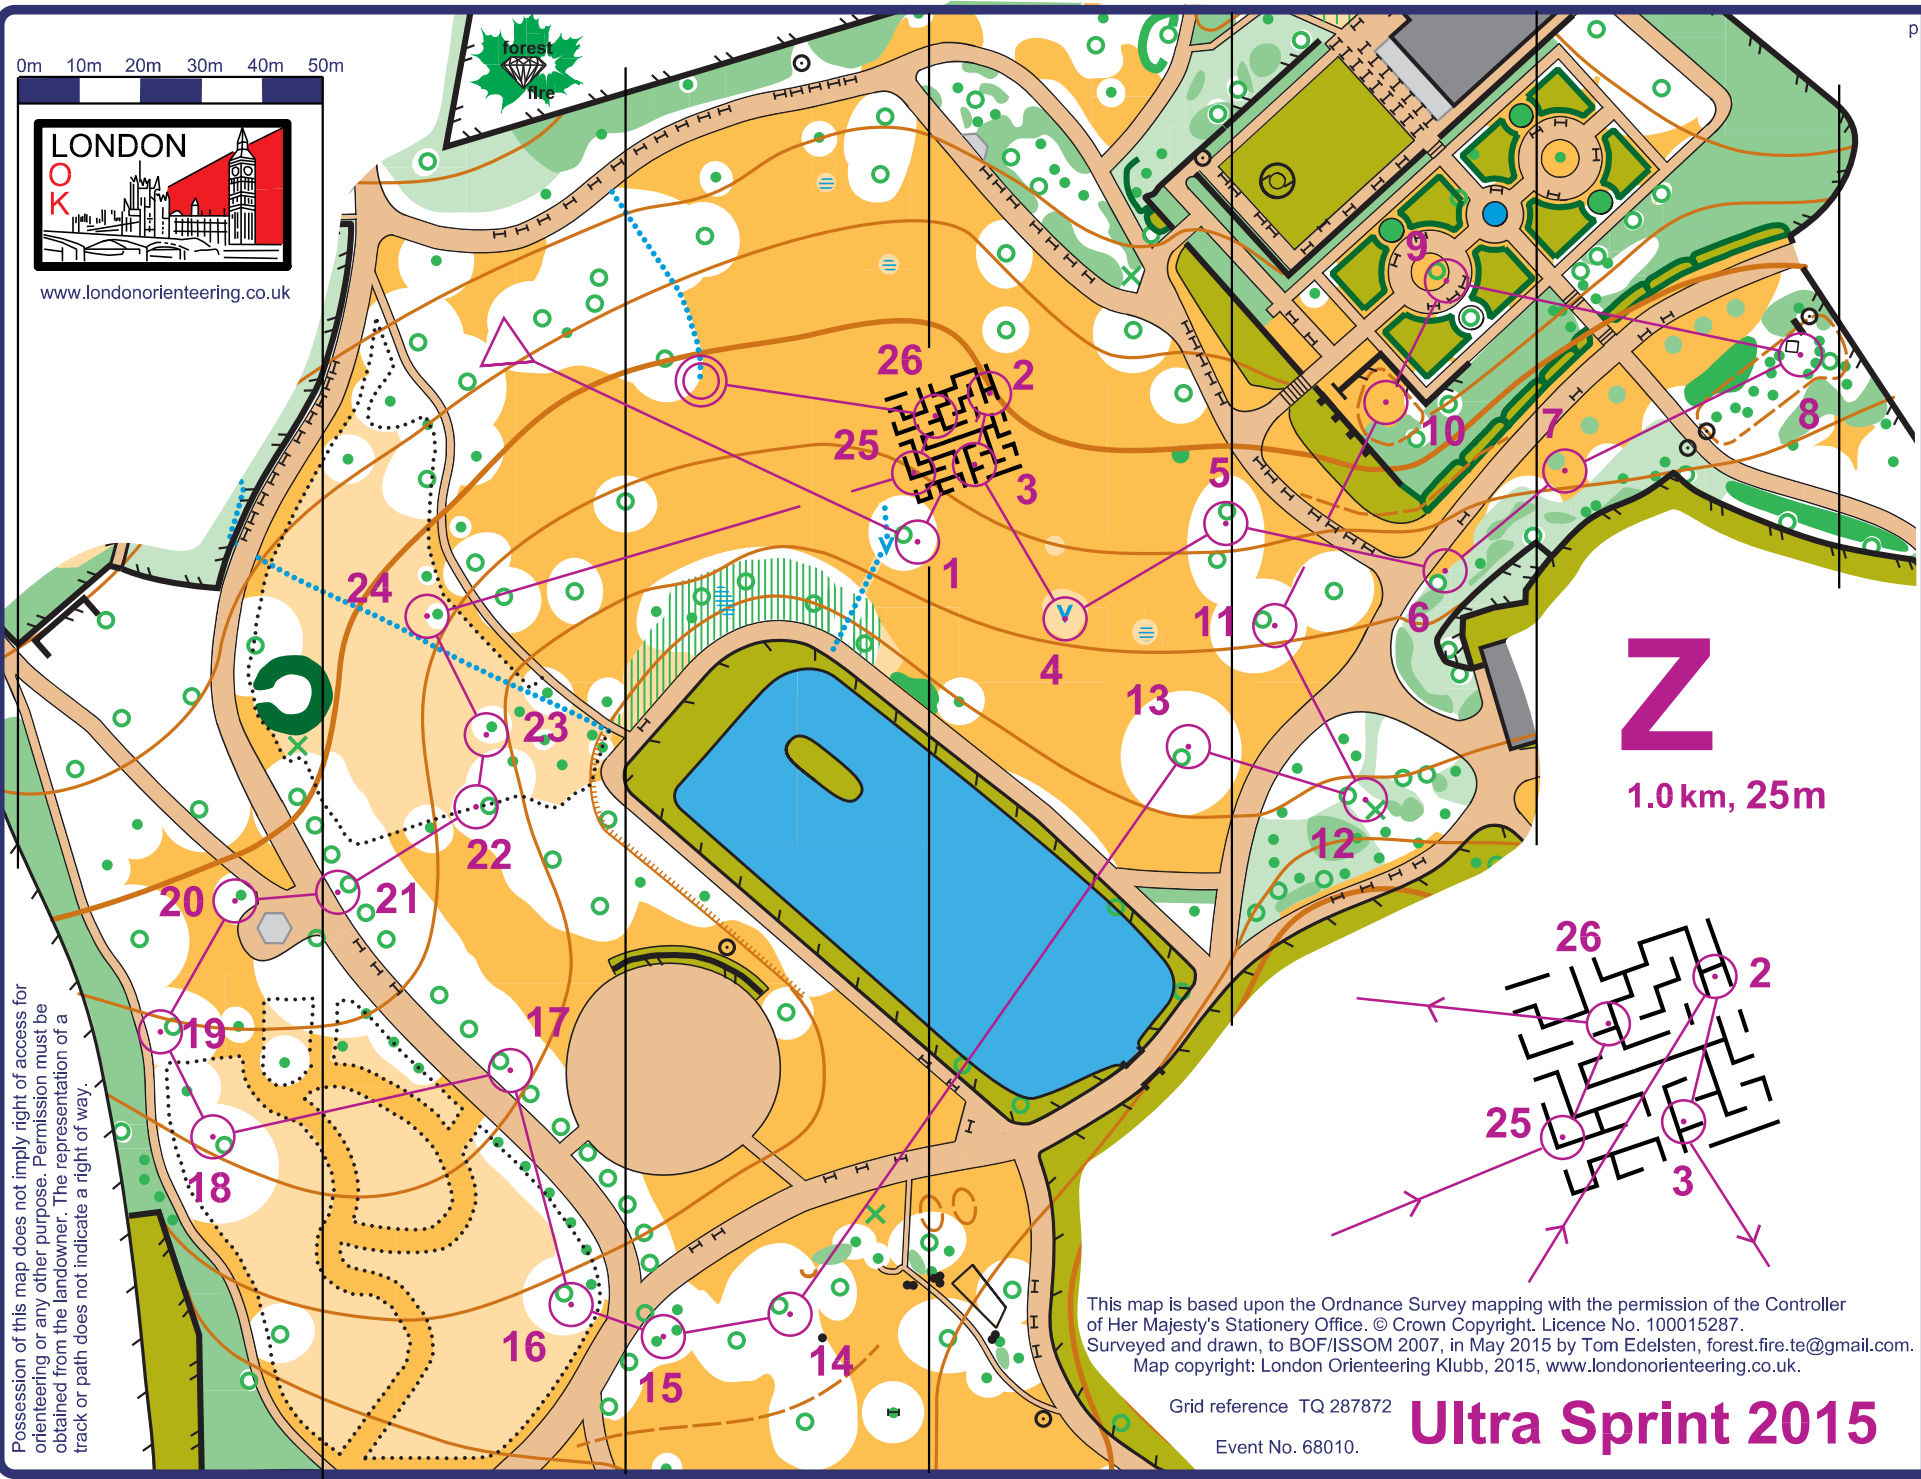 p
forest
fire
0m 10m 20m 30m 40m 50m
LONDON
O
K
www.londonorienteering.co.uk
9
26
2
25
3
10
7
8
5
1
24
11
6
4
13
23
12
22
20
21
17
19
18
16
15
14
Z
1.0 km, 25m
26
2
25
3
Possession of this map does not imply right of access for
orienteering or any other purpose. Permission must be
obtained from the landowner. The representation of a
track or path does not indicate a right of way.
This map is based upon the Ordnance Survey mapping with the permission of the Controller
of Her Majesty's Stationery Office. © Crown Copyright. Licence No. 100015287.
Surveyed and drawn, to BOF/ISSOM 2007, in May 2015 by Tom Edelsten, forest.fire.te@gmail.com.
Map copyright: London Orienteering Klubb, 2015, www.londonorienteering.co.uk.
Grid reference TQ 287872
Ultra Sprint 2015
Event No. 68010.